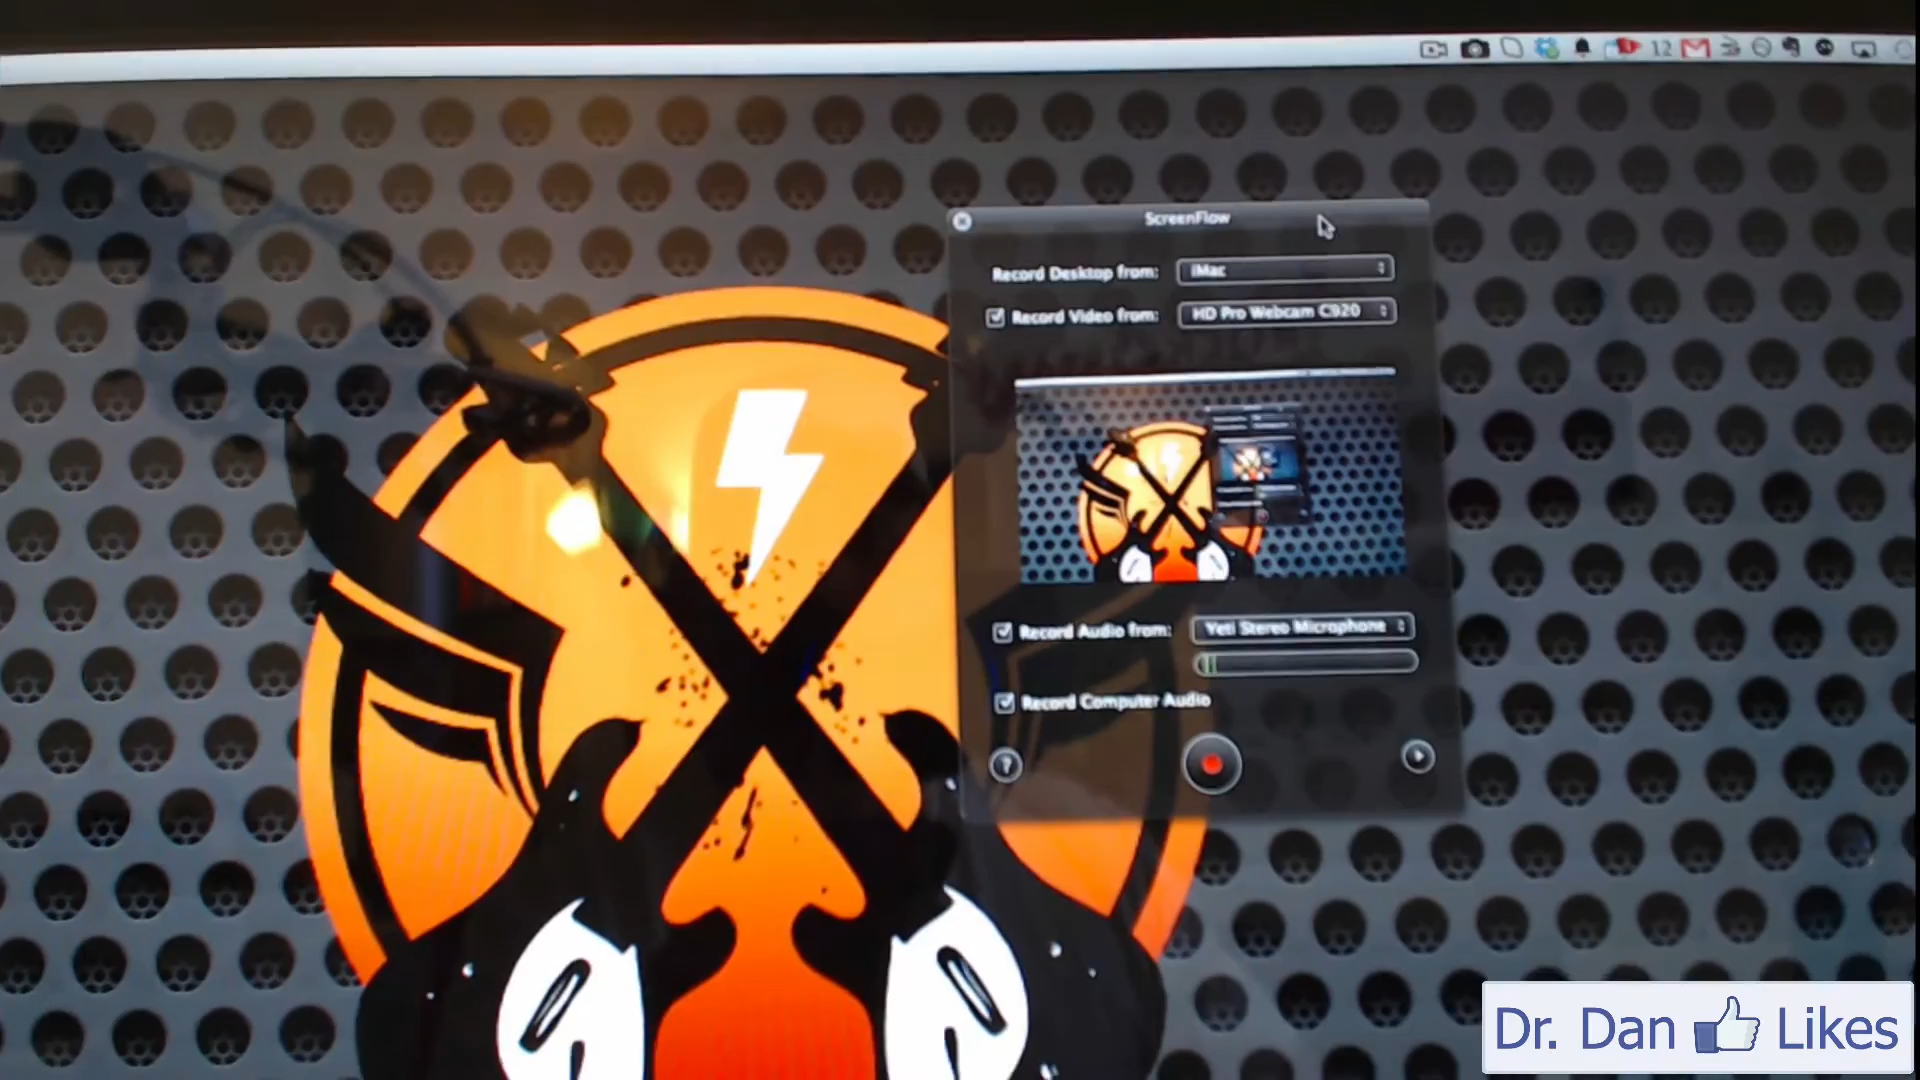 12
ScreenFlow
Record Desktop from: iMac
Record Video from: HD Pro Webcam C920
Record Audio from: Yeti Stereo Microphone
Record Computer Audio
?
Dr. Dan Likes